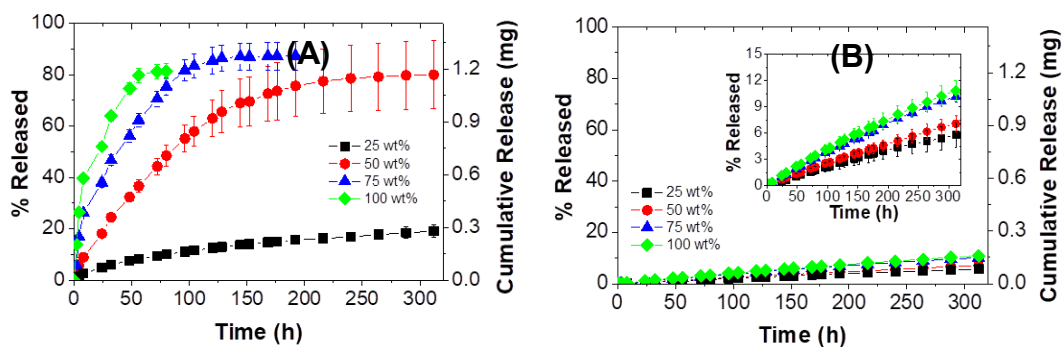 (A)
100
80
60
40
20
0
% Released
1.2
0.9
0.6
0.3
0.0
Cumulative Release (mg)
25 wt%
50 wt%
75 wt%
100 wt%
0 50 100 150 200 250 300
Time (h)
(B)
100
80
60
40
20
0
% Released
1.2
0.9
0.6
0.3
0.0
Cumulative Release (mg)
15
12
9
6
3
0
% Released
0 50 100 150 200 250 300
Time (h)
25 wt%
50 wt%
75 wt%
100 wt%
0 50 100 150 200 250 300
Time (h)